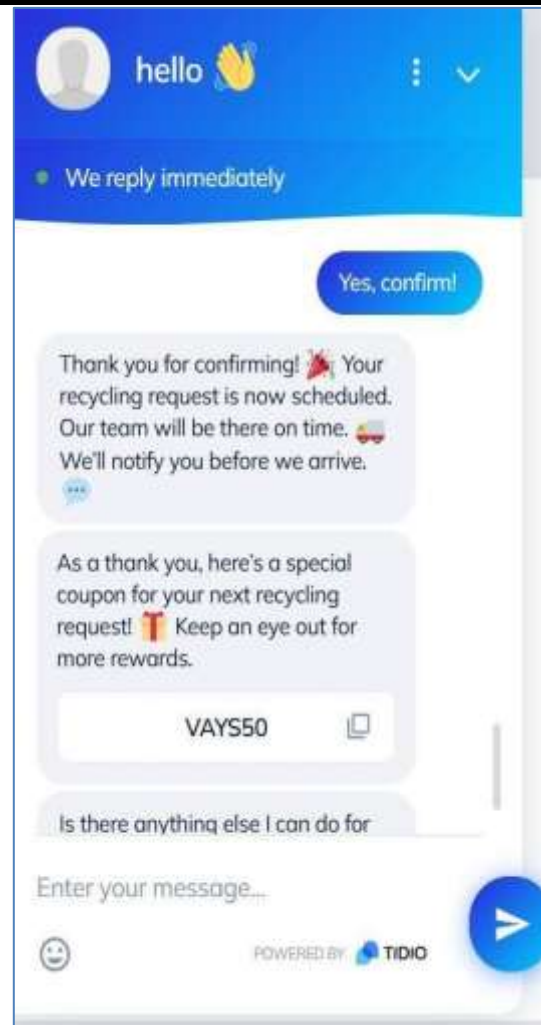 hello 👋
We reply immediately
Yes, confirm!
Thank you for confirming! 🎉 Your
recycling request is now scheduled.
Our team will be there on time. 🚛
We'll notify you before we arrive.
💬
As a thank you, here's a special
coupon for your next recycling
request! 🎁 Keep an eye out for
more rewards.
VAYS50
Is there anything else I can do for
Enter your message...
POWERED BY TIDIO